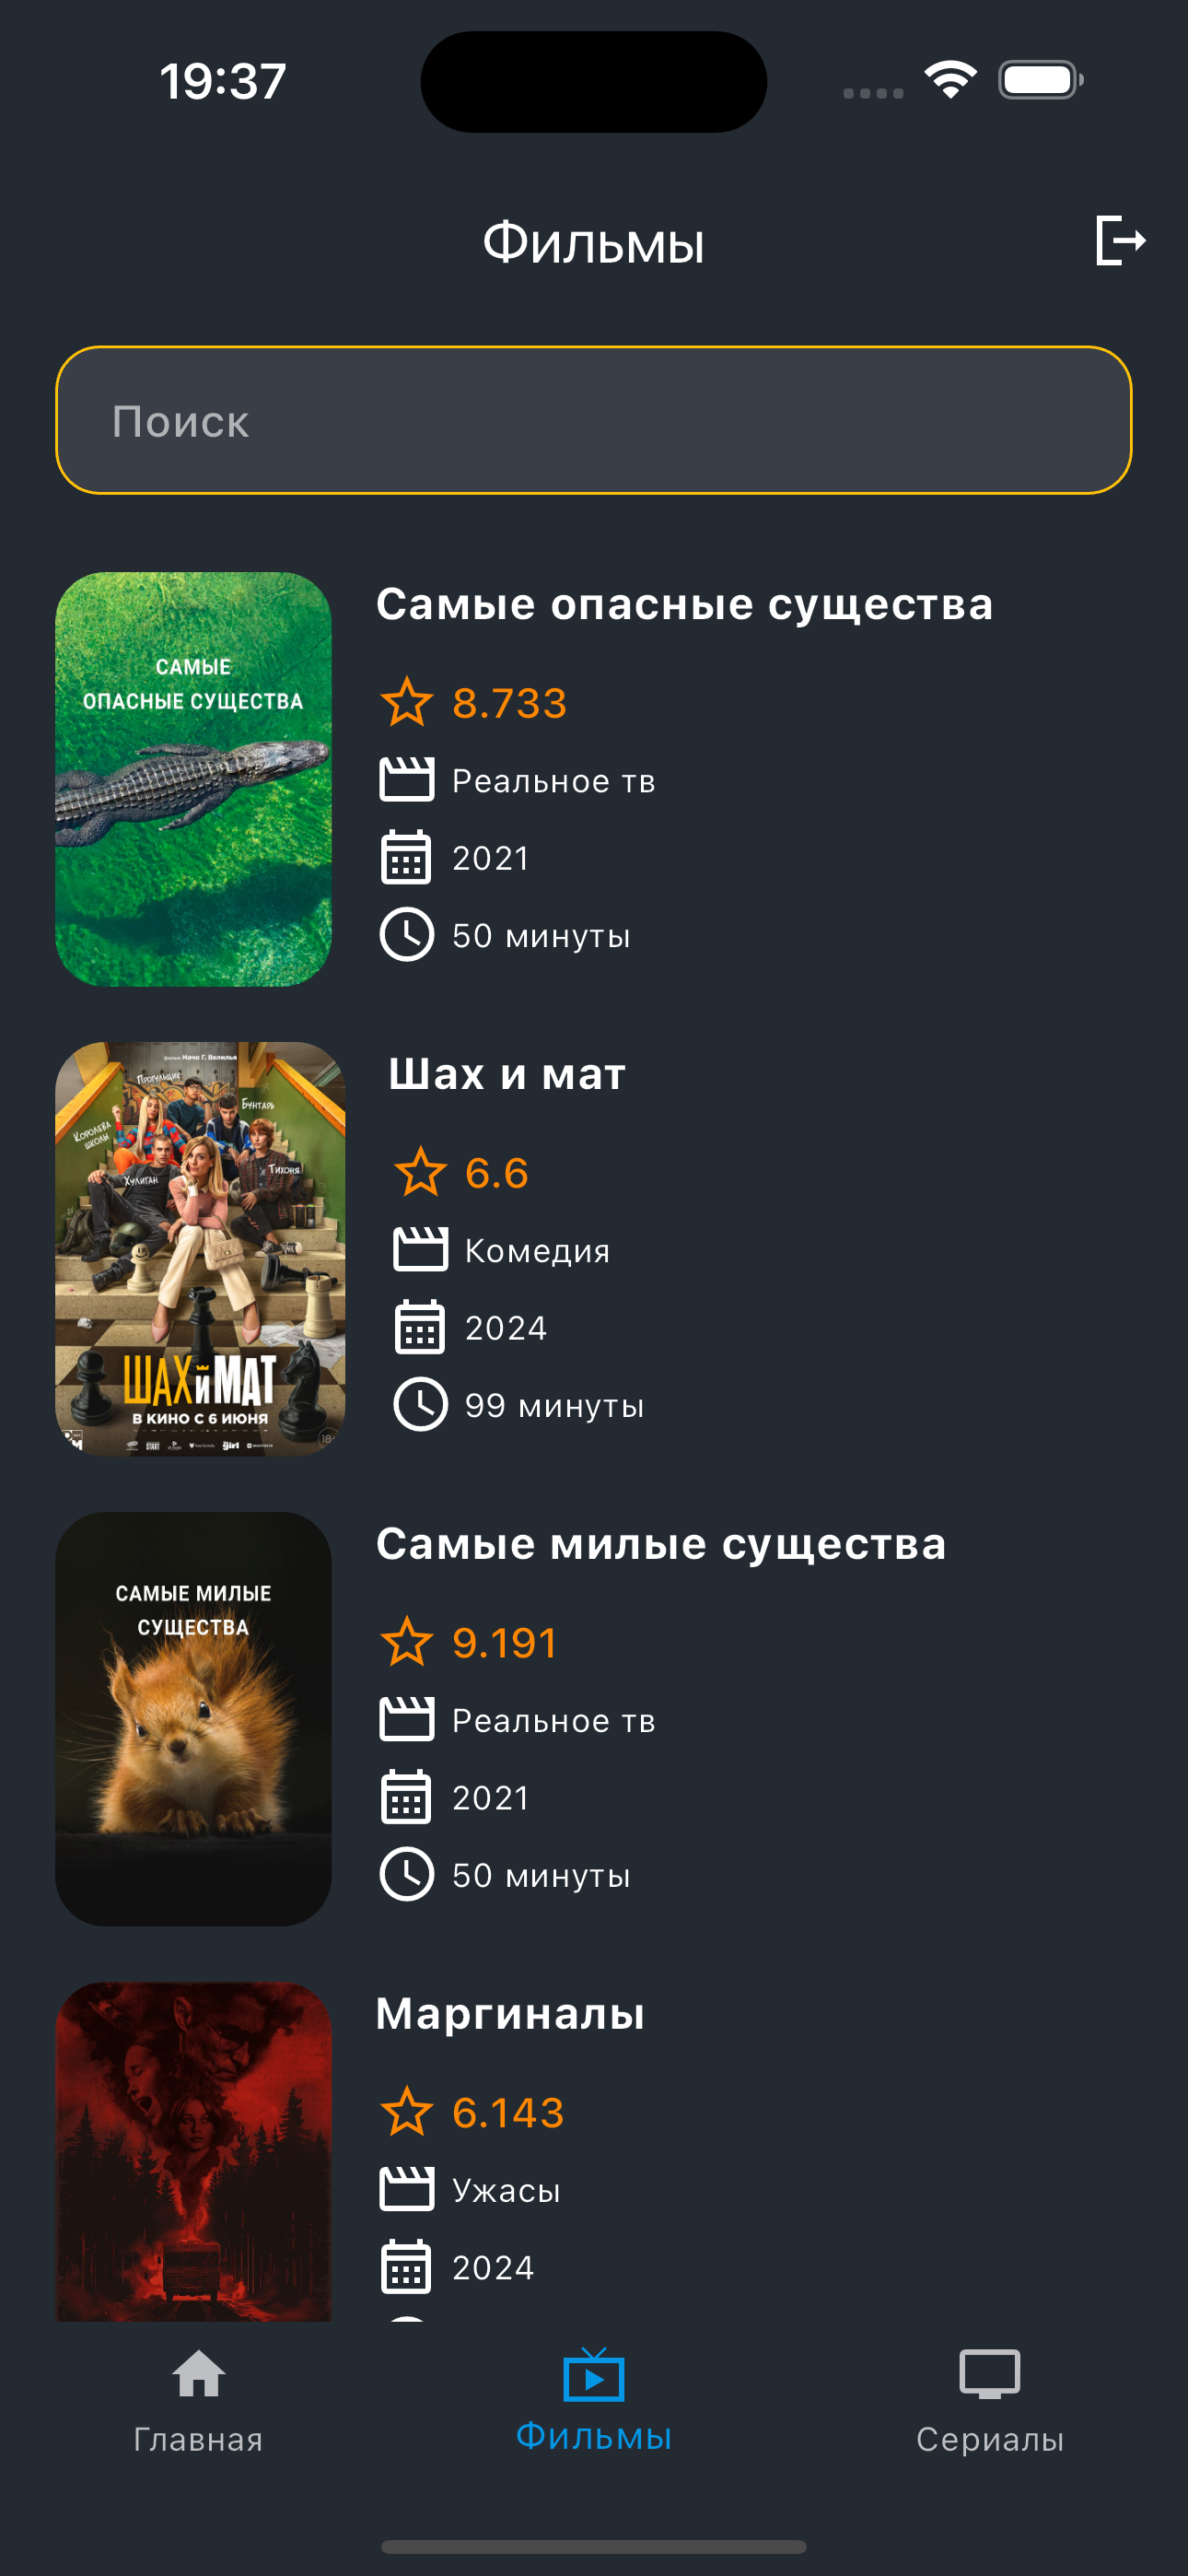 19:37
Фильмы
Поиск
САМЫЕ
ОПАСНЫЕ СУЩЕСТВА
Самые опасные существа
8.733
Реальное тв
2021
50 минуты
фильм Начо Г. Велилья
Прогульщик
Бунтарь
Королева
школы
Хулиган
Тихоня
ШАХ и МАТ
В КИНО С 6 ИЮНЯ
START
girl
18+
Шах и мат
6.6
Комедия
2024
99 минуты
САМЫЕ МИЛЫЕ
СУЩЕСТВА
Самые милые существа
9.191
Реальное тв
2021
50 минуты
Маргиналы
6.143
Ужасы
2024
Главная
Фильмы
Сериалы